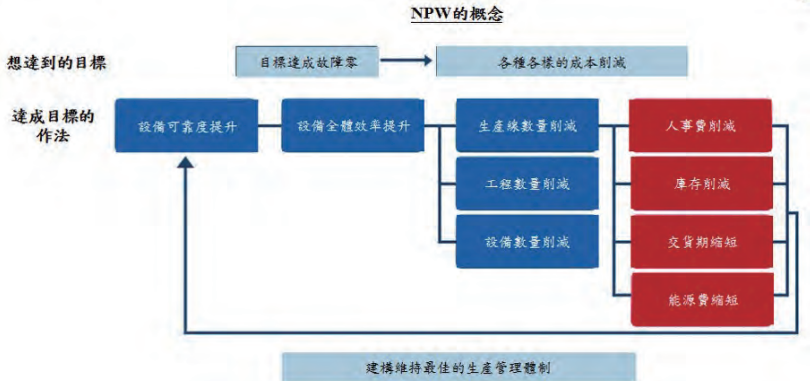 NPW的概念
想達到的目標
目標達成故障零
各種各樣的成本削減
達成目標的
作法
設備可靠度提升
設備全體效率提升
生產線數量削減
人事費削減
工程數量削減
庫存削減
設備數量削減
交貨期縮短
能源費縮短
建構維持最佳的生產管理體制